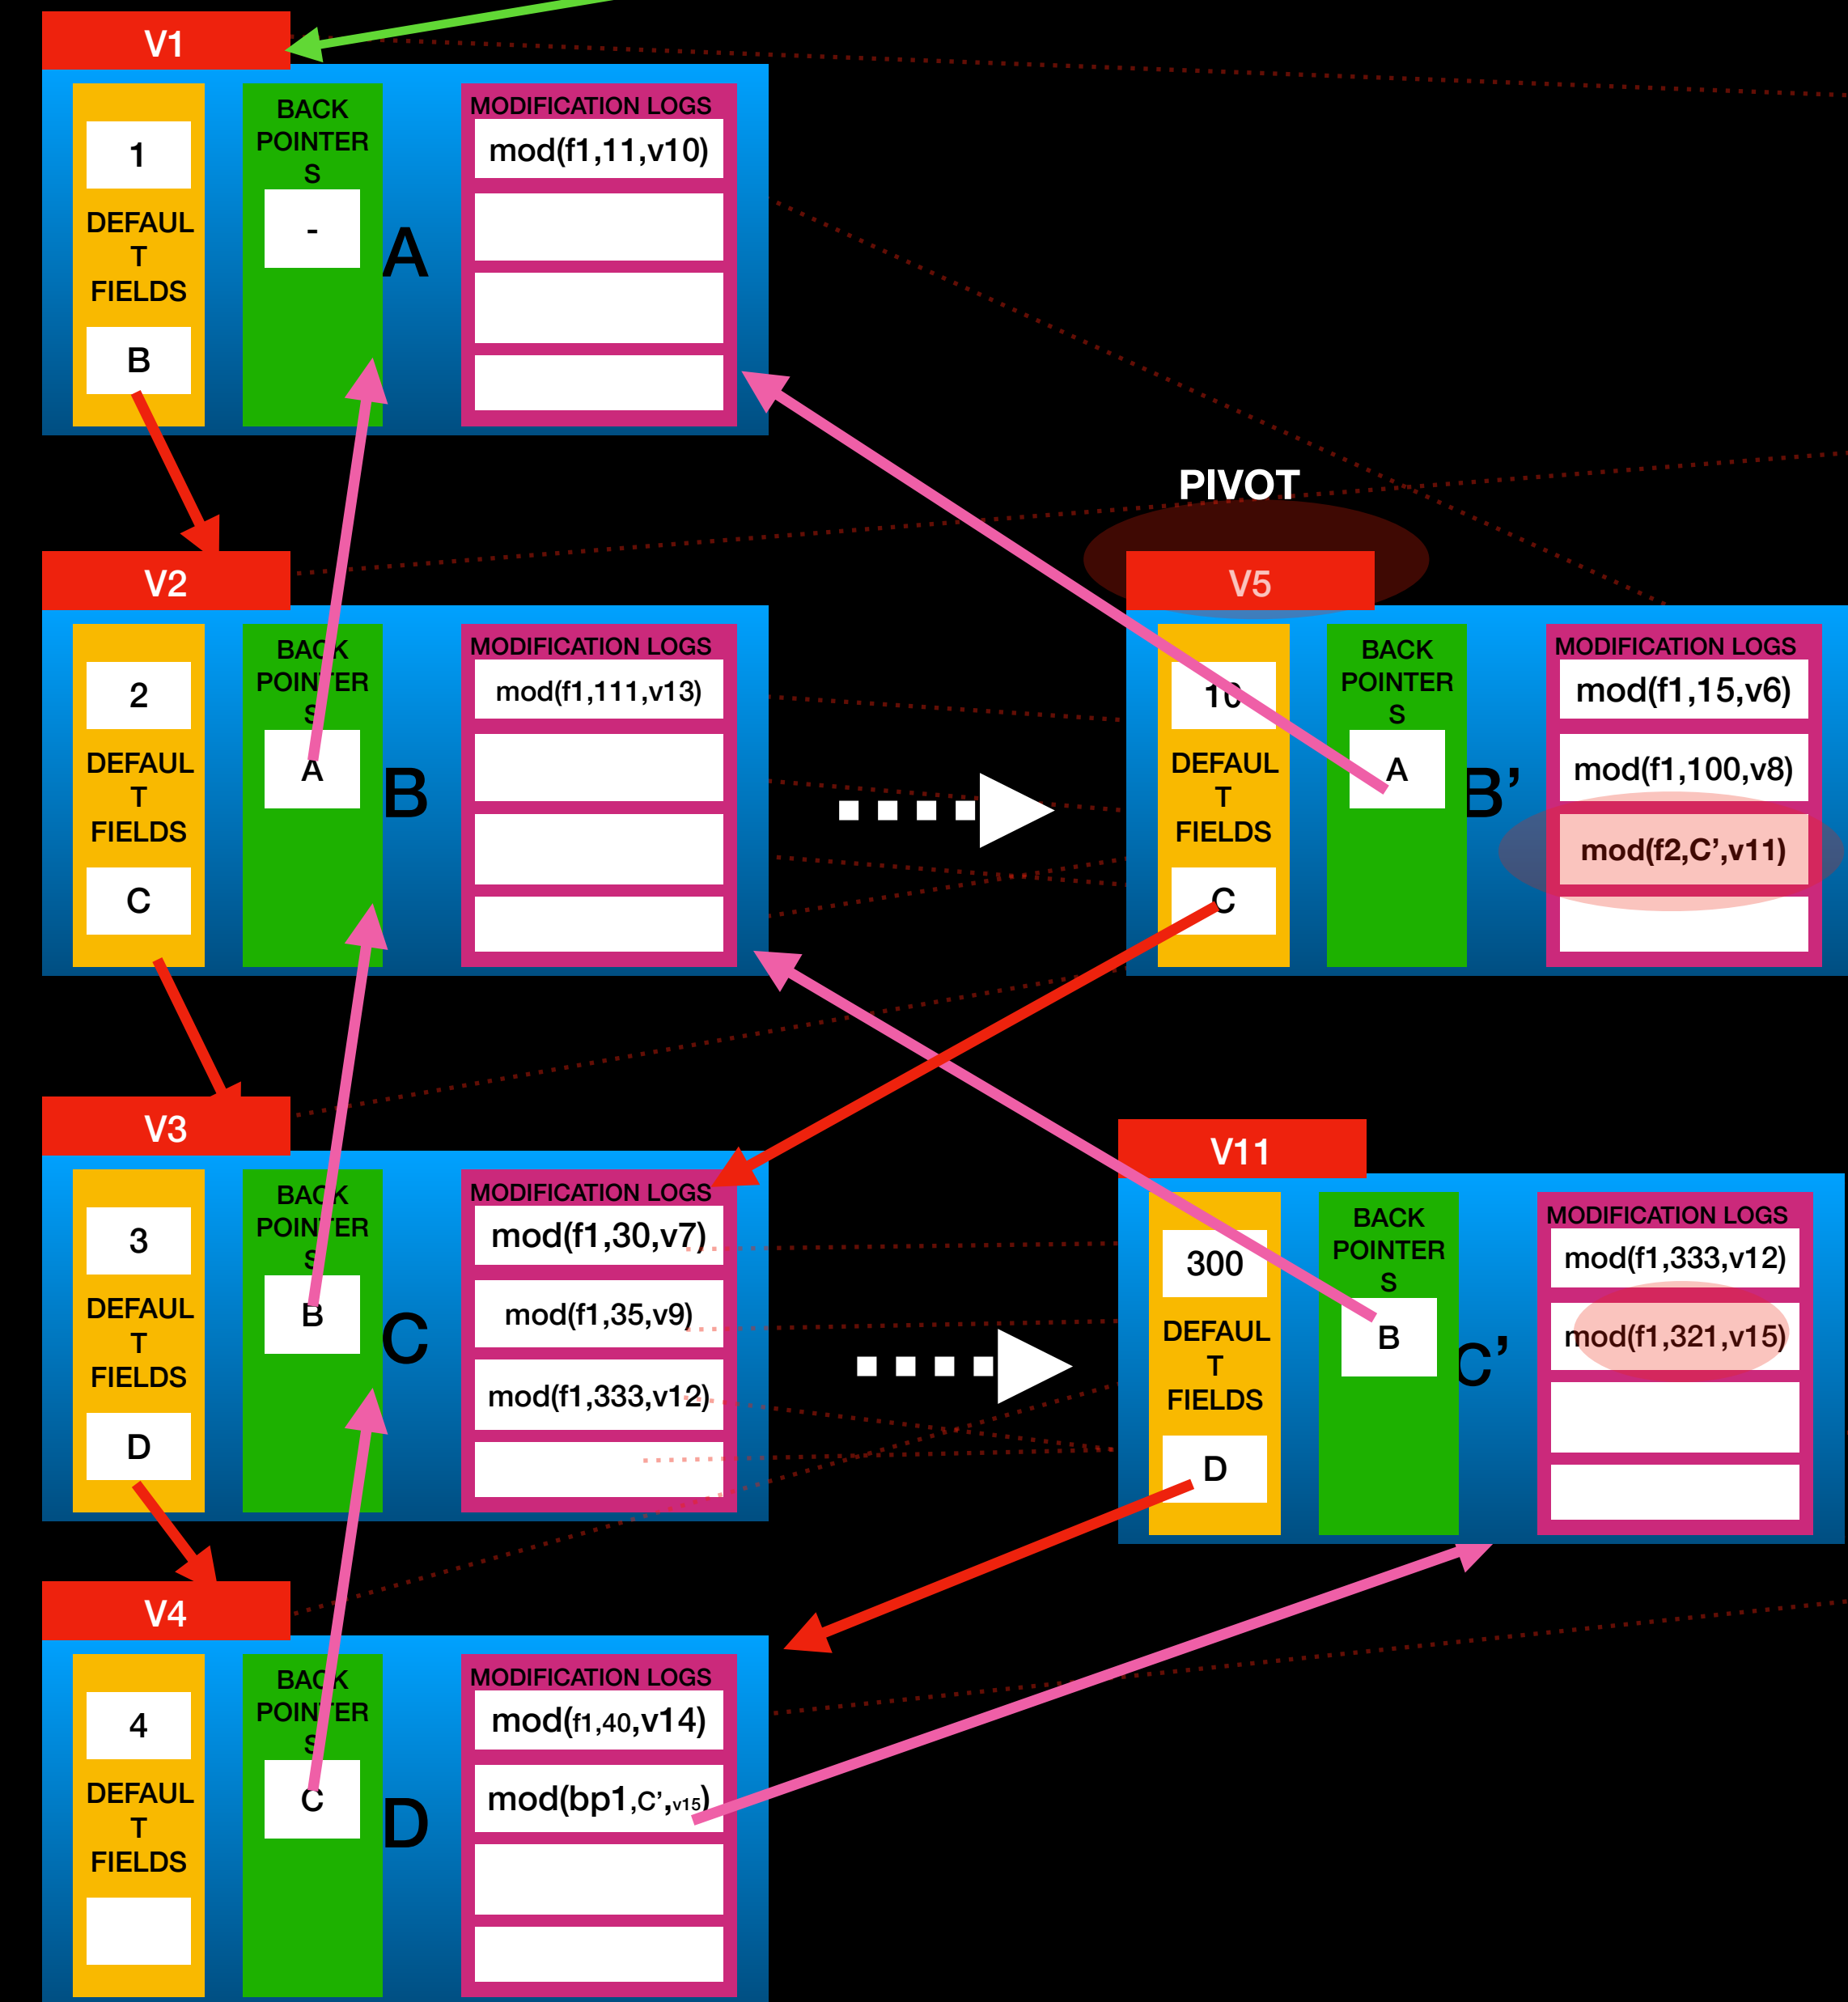 V1
1
DEFAUL
T
FIELDS
B
BACK
POINTER
S
-
A
MODIFICATION LOGS
mod(f1,11,v10)
PIVOT
V2
2
DEFAUL
T
FIELDS
C
BACK
POINTER
S
A
B
MODIFICATION LOGS
mod(f1,111,v13)
V5
10
DEFAUL
T
FIELDS
C
BACK
POINTER
S
A
B’
MODIFICATION LOGS
mod(f1,15,v6)
mod(f1,100,v8)
mod(f2,C’,v11)
V3
3
DEFAUL
T
FIELDS
D
BACK
POINTER
S
B
C
MODIFICATION LOGS
mod(f1,30,v7)
mod(f1,35,v9)
mod(f1,333,v12)
V11
300
DEFAUL
T
FIELDS
D
BACK
POINTER
S
B
C’
MODIFICATION LOGS
mod(f1,333,v12)
mod(f1,321,v15)
V4
4
DEFAUL
T
FIELDS
BACK
POINTER
S
C
D
MODIFICATION LOGS
mod(f1,40,v14)
mod(bp1,C’,v15)